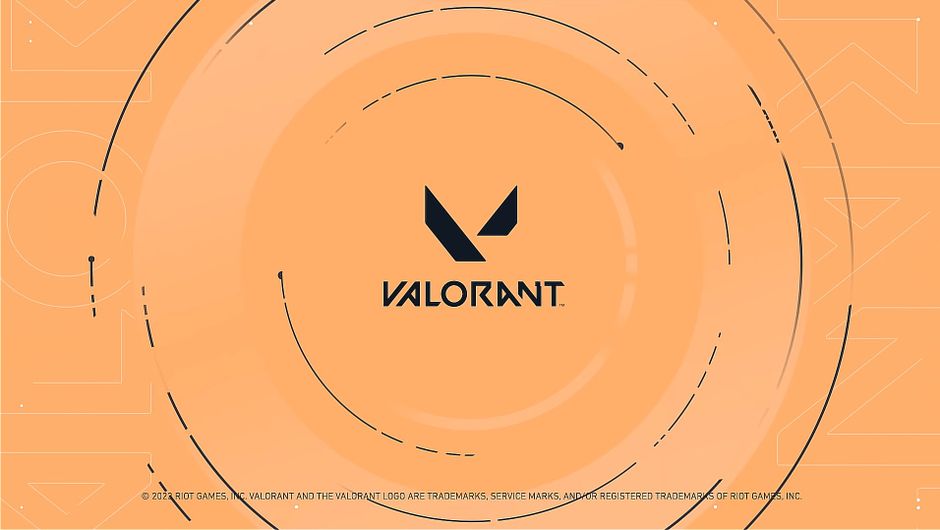 VALORANT™
© 2023 RIOT GAMES, INC. VALORANT AND THE VALORANT LOGO ARE TRADEMARKS, SERVICE MARKS, AND/OR REGISTERED TRADEMARKS OF RIOT GAMES, INC.